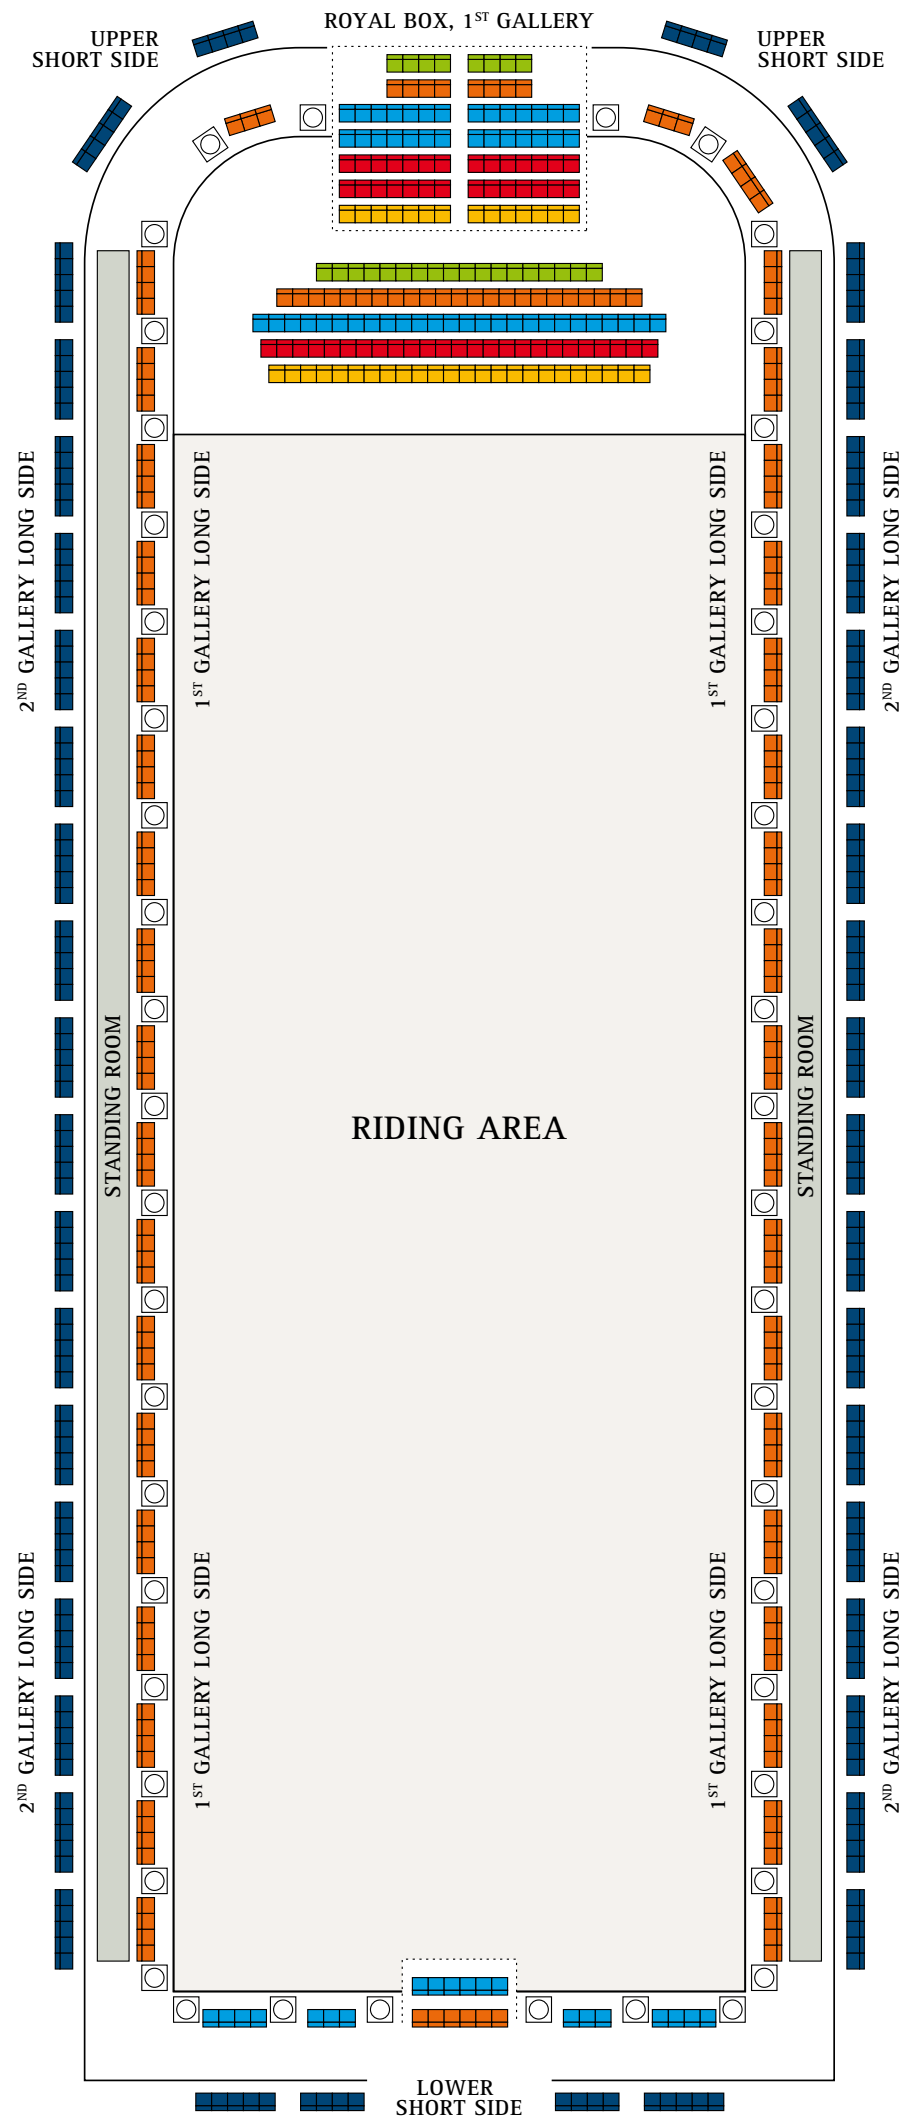 ROYAL BOX, 1ST GALLERY
UPPER
SHORT SIDE
UPPER
SHORT SIDE
2ND GALLERY LONG SIDE
1ST GALLERY LONG SIDE
1ST GALLERY LONG SIDE
2ND GALLERY LONG SIDE
STANDING ROOM
RIDING AREA
STANDING ROOM
2ND GALLERY LONG SIDE
1ST GALLERY LONG SIDE
1ST GALLERY LONG SIDE
2ND GALLERY LONG SIDE
LOWER
SHORT SIDE